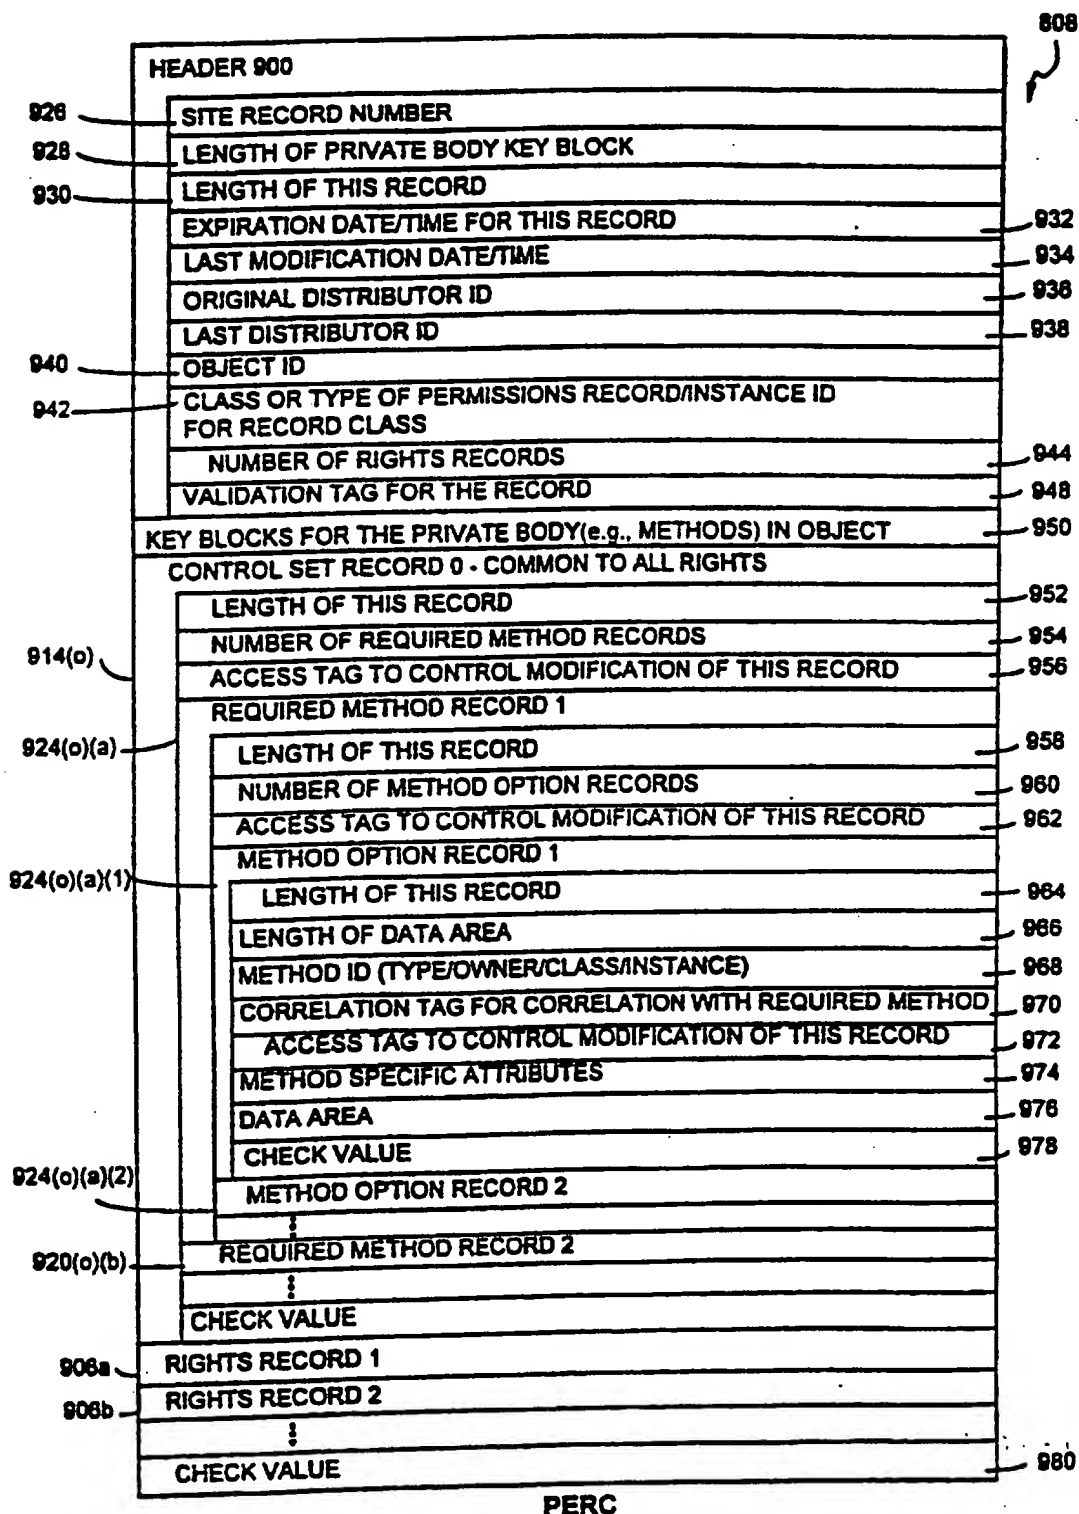 808
HEADER 900
926 SITE RECORD NUMBER
928 LENGTH OF PRIVATE BODY KEY BLOCK
930 LENGTH OF THIS RECORD
EXPIRATION DATE/TIME FOR THIS RECORD 932
LAST MODIFICATION DATE/TIME 934
ORIGINAL DISTRIBUTOR ID 936
LAST DISTRIBUTOR ID 938
940 OBJECT ID
942 CLASS OR TYPE OF PERMISSIONS RECORD/INSTANCE ID
FOR RECORD CLASS
NUMBER OF RIGHTS RECORDS 944
VALIDATION TAG FOR THE RECORD 948
KEY BLOCKS FOR THE PRIVATE BODY(e.g., METHODS) IN OBJECT 950
CONTROL SET RECORD 0 - COMMON TO ALL RIGHTS
LENGTH OF THIS RECORD 952
NUMBER OF REQUIRED METHOD RECORDS 954
914(o) ACCESS TAG TO CONTROL MODIFICATION OF THIS RECORD 956
REQUIRED METHOD RECORD 1
924(o)(a) LENGTH OF THIS RECORD 958
NUMBER OF METHOD OPTION RECORDS 960
ACCESS TAG TO CONTROL MODIFICATION OF THIS RECORD 962
METHOD OPTION RECORD 1
924(o)(a)(1) LENGTH OF THIS RECORD 964
LENGTH OF DATA AREA 966
METHOD ID (TYPE/OWNER/CLASS/INSTANCE) 968
CORRELATION TAG FOR CORRELATION WITH REQUIRED METHOD 970
ACCESS TAG TO CONTROL MODIFICATION OF THIS RECORD 972
METHOD SPECIFIC ATTRIBUTES 974
DATA AREA 976
CHECK VALUE 978
924(o)(a)(2) METHOD OPTION RECORD 2
920(o)(b) REQUIRED METHOD RECORD 2
CHECK VALUE
906a RIGHTS RECORD 1
906b RIGHTS RECORD 2
CHECK VALUE 980
PERC